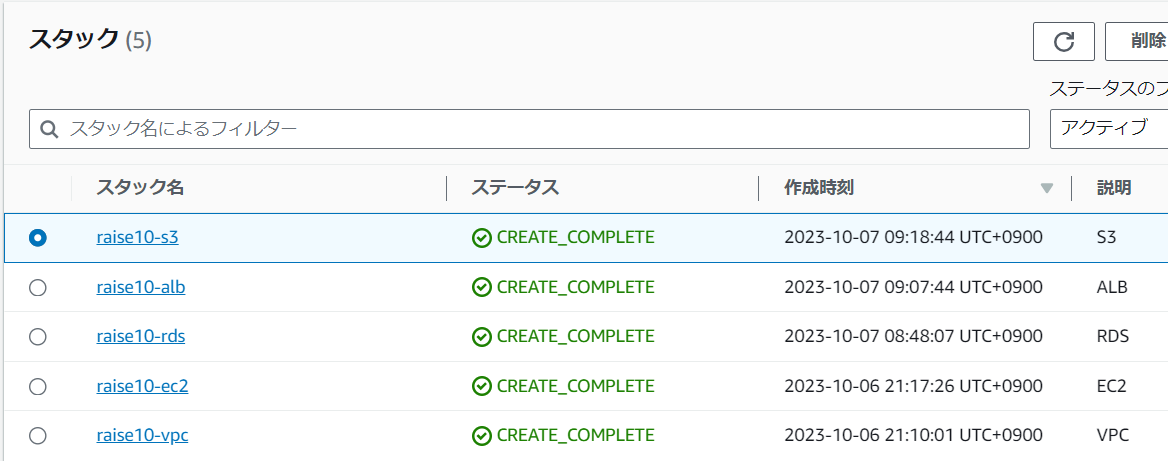 スタック (5)
削除
ステータスのフ
スタック名によるフィルター
アクティブ
スタック名 ステータス 作成時刻 説明
raise10-s3 CREATE_COMPLETE 2023-10-07 09:18:44 UTC+0900 S3
raise10-alb CREATE_COMPLETE 2023-10-07 09:07:44 UTC+0900 ALB
raise10-rds CREATE_COMPLETE 2023-10-07 08:48:07 UTC+0900 RDS
raise10-ec2 CREATE_COMPLETE 2023-10-06 21:17:26 UTC+0900 EC2
raise10-vpc CREATE_COMPLETE 2023-10-06 21:10:01 UTC+0900 VPC